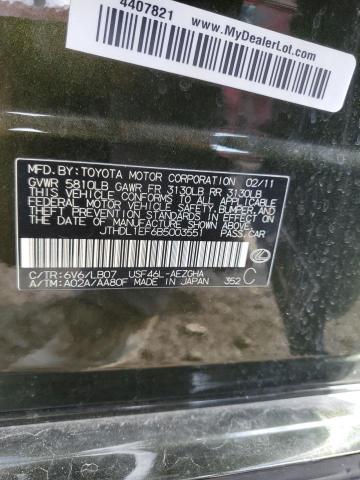 4407821
www.MyDealerLot.com
MFD. BY: TOYOTA MOTOR CORPORATION 02/11
GVWR 5810LB GAWR FR 3130LB RR 3130LB
THIS VEHICLE CONFORMS TO ALL APPLICABLE
FEDERAL MOTOR VEHICLE SAFETY, BUMPER, AND
THEFT PREVENTION STANDARDS IN EFFECT ON THE
DATE OF MANUFACTURE SHOWN ABOVE.
JTHDL1EF6B5003551 PASS. CAR
C/TR: 6V6/LB07 USF46L-AEZGHA
A/TM: A02A/AA80F MADE IN JAPAN 352 C